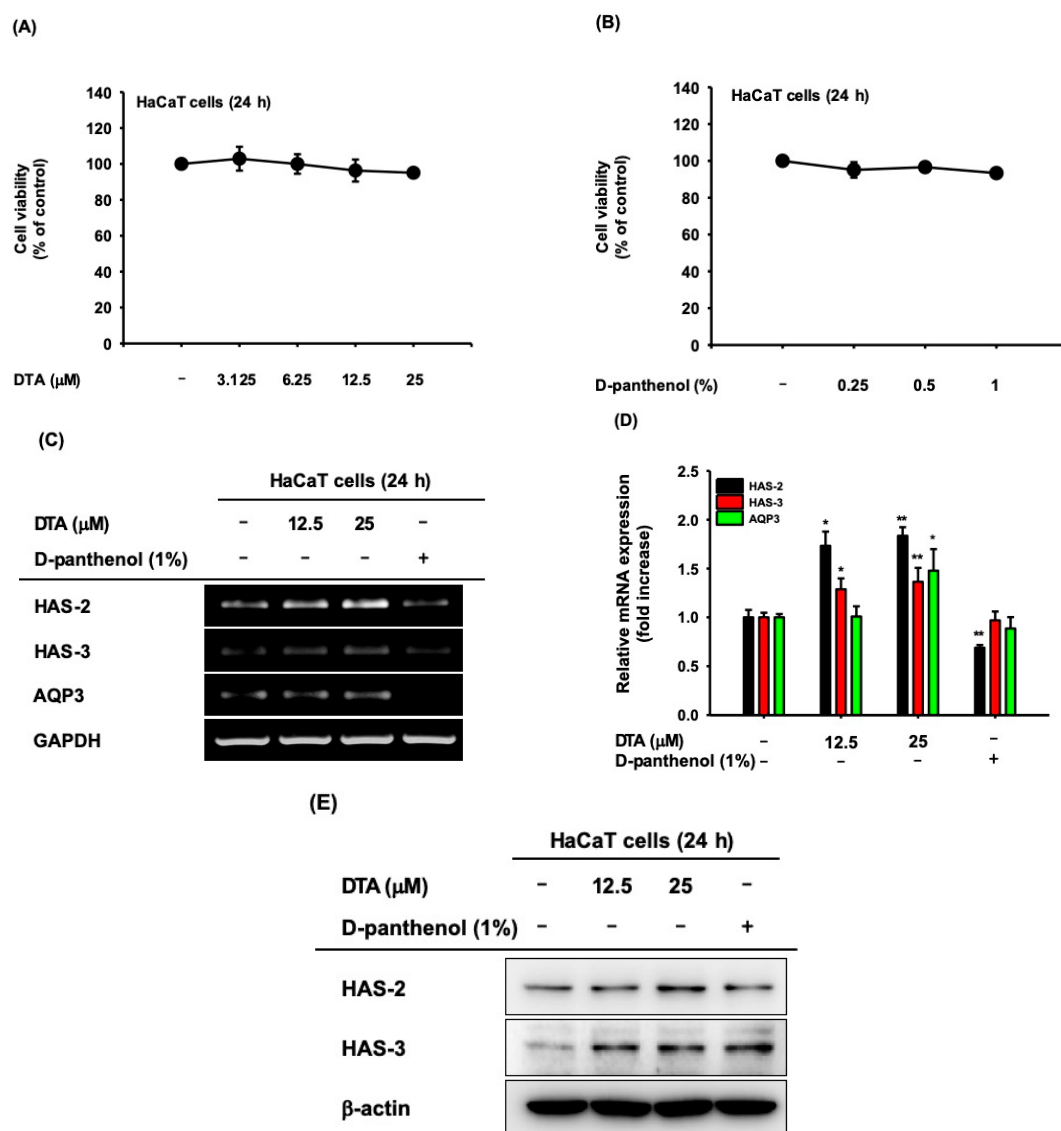 (A)
HaCaT cells (24 h)
Cell viability
(% of control)
140
120
100
80
60
40
20
0
DTA (μM) – 3.125 6.25 12.5 25
(B)
HaCaT cells (24 h)
Cell viability
(% of control)
140
120
100
80
60
40
20
0
D-panthenol (%) – 0.25 0.5 1
(C)
HaCaT cells (24 h)
DTA (μM) – 12.5 25 –
D-panthenol (1%) – – – +
HAS-2
HAS-3
AQP3
GAPDH
(D)
Relative mRNA expression
(fold increase)
2.5
2.0
1.5
1.0
0.5
0.0
HAS-2
HAS-3
AQP3
* * ** ** * **
DTA (μM) – 12.5 25 –
D-panthenol (1%) – – – +
(E)
HaCaT cells (24 h)
DTA (μM) – 12.5 25 –
D-panthenol (1%) – – – +
HAS-2
HAS-3
β-actin